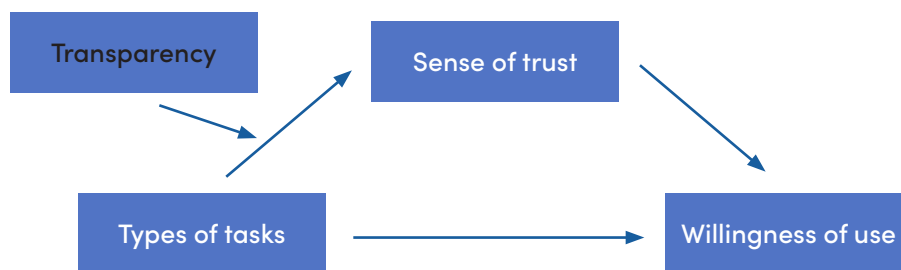 Transparency
Sense of trust
Types of tasks
Willingness of use